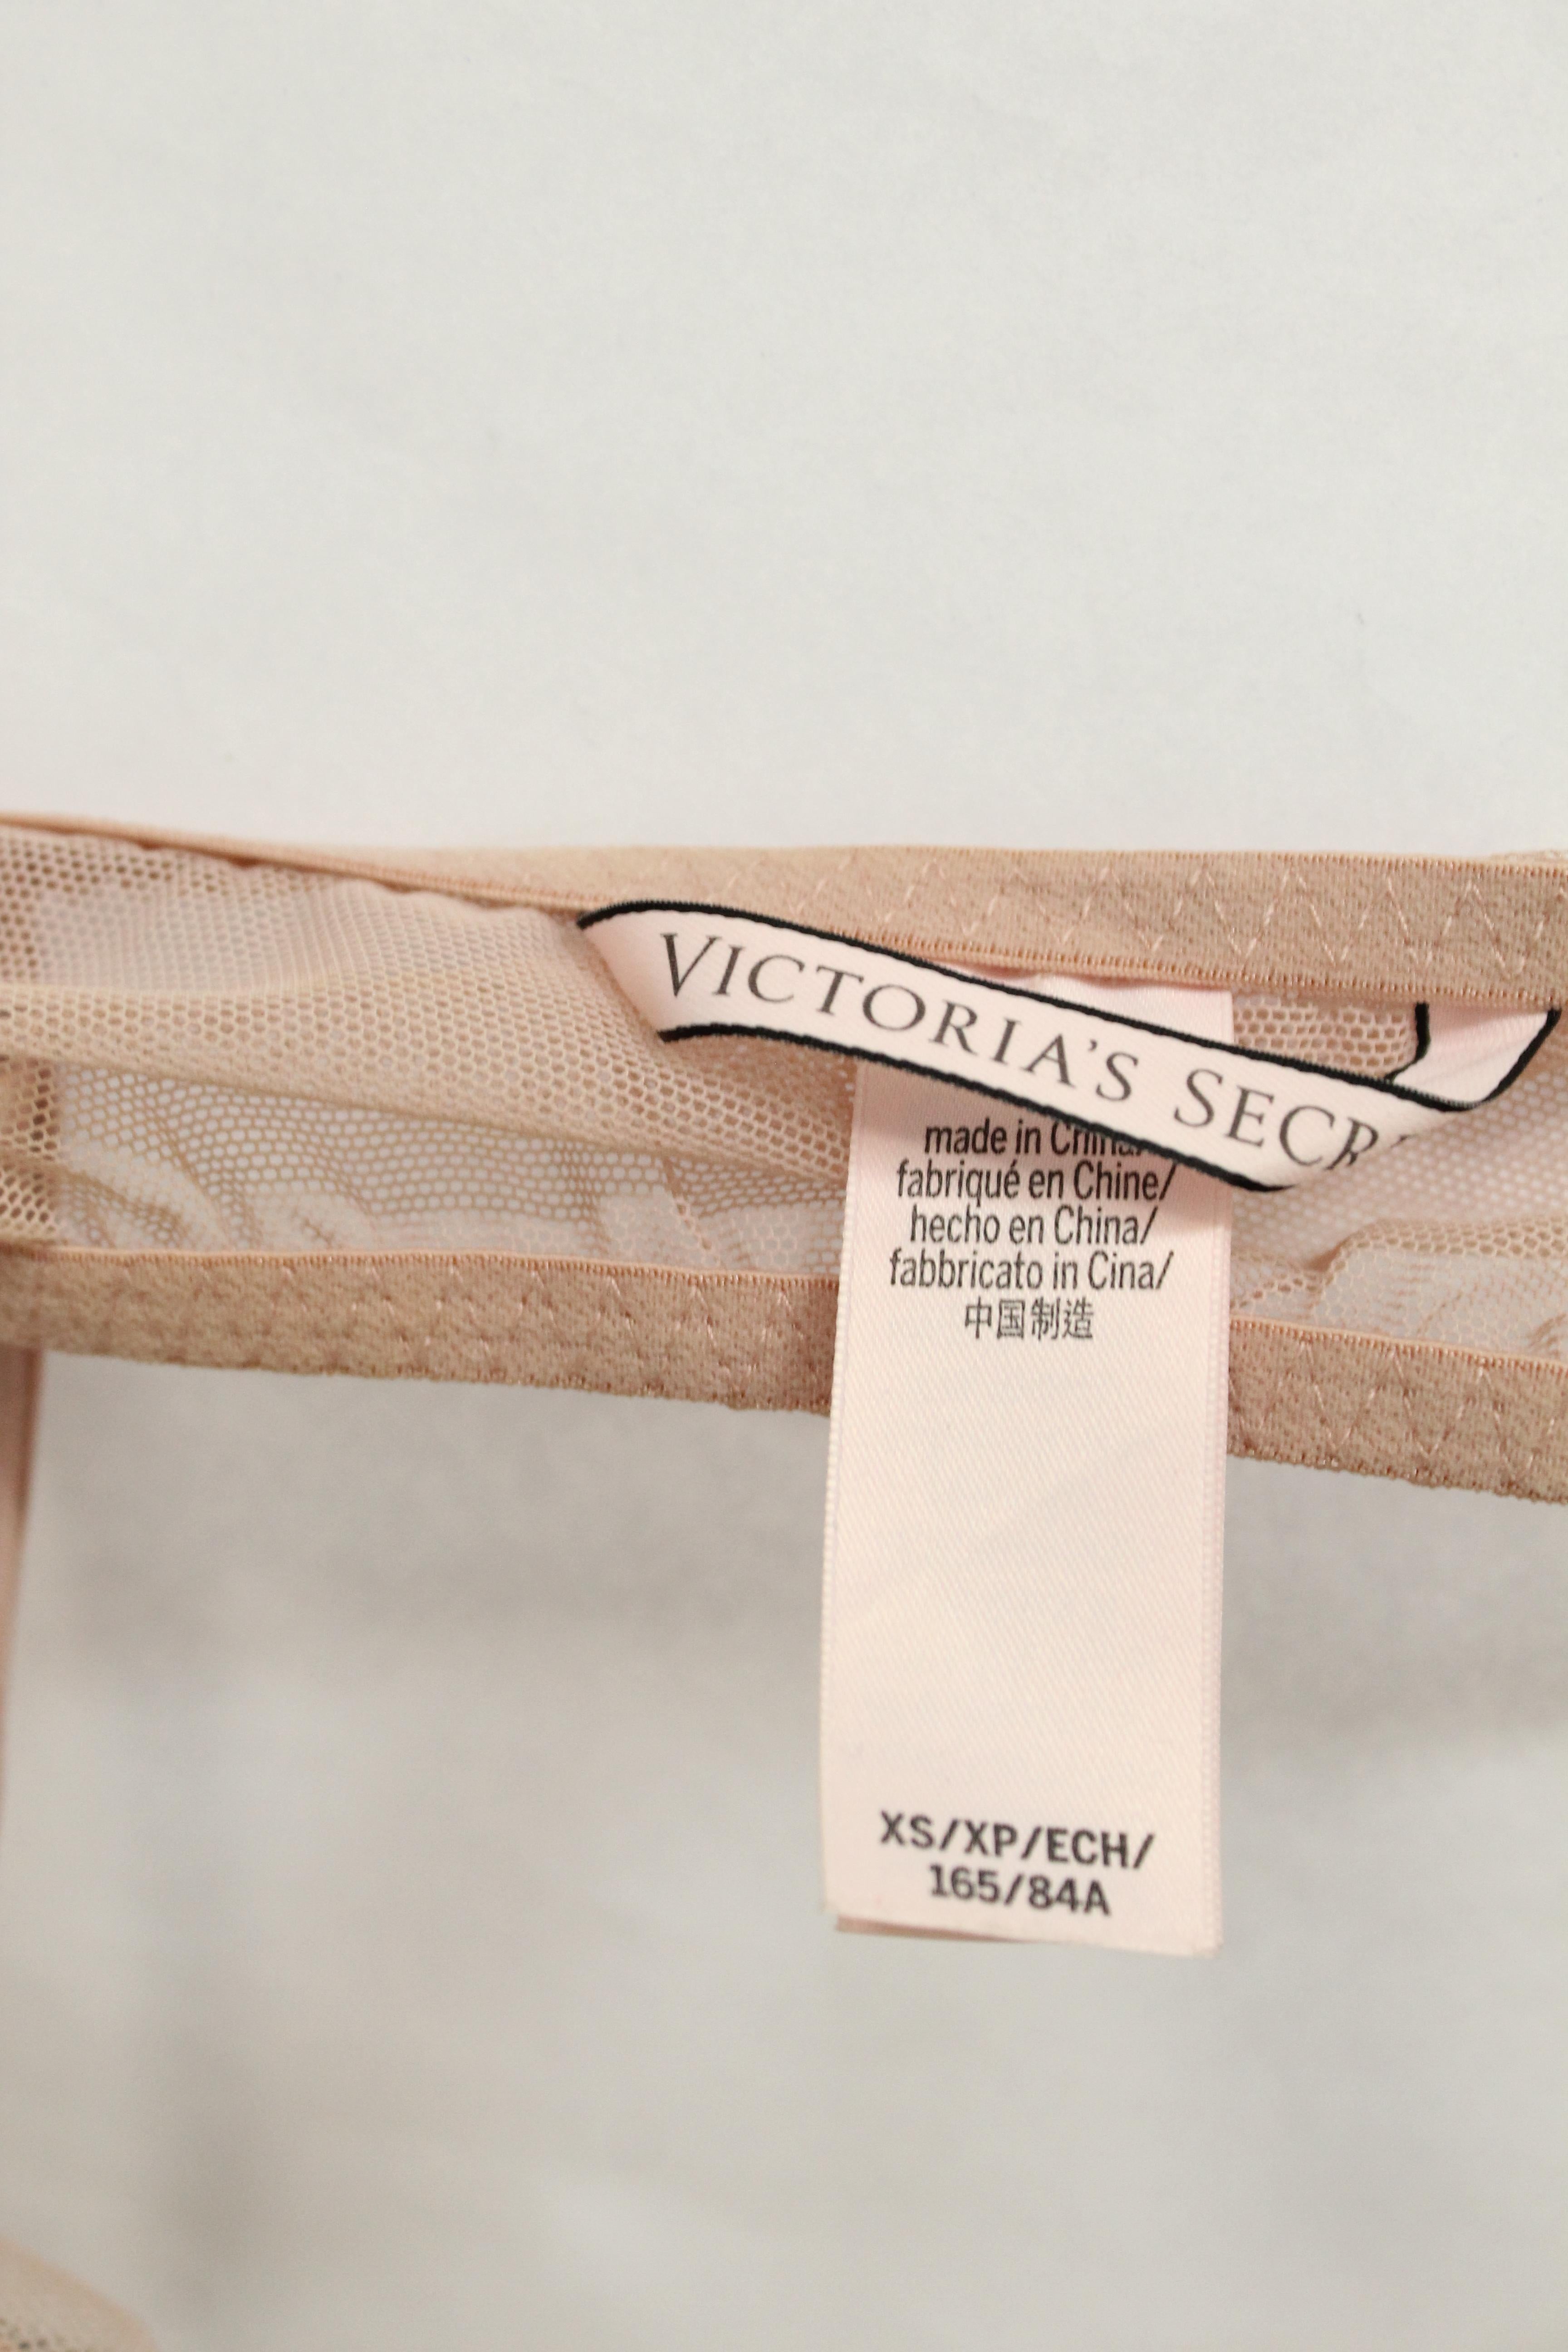 VICTORIA'S SECR
made in China/
fabriqué en Chine/
hecho en China/
fabbricato in Cina/
中国制造
XS/XP/ECH/
165/84A